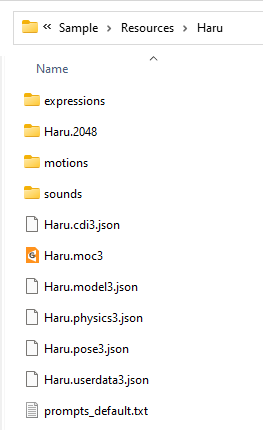 « Sample > Resources > Haru
Name
expressions
Haru.2048
motions
sounds
Haru.cdi3.json
Haru.moc3
Haru.model3.json
Haru.physics3.json
Haru.pose3.json
Haru.userdata3.json
prompts_default.txt